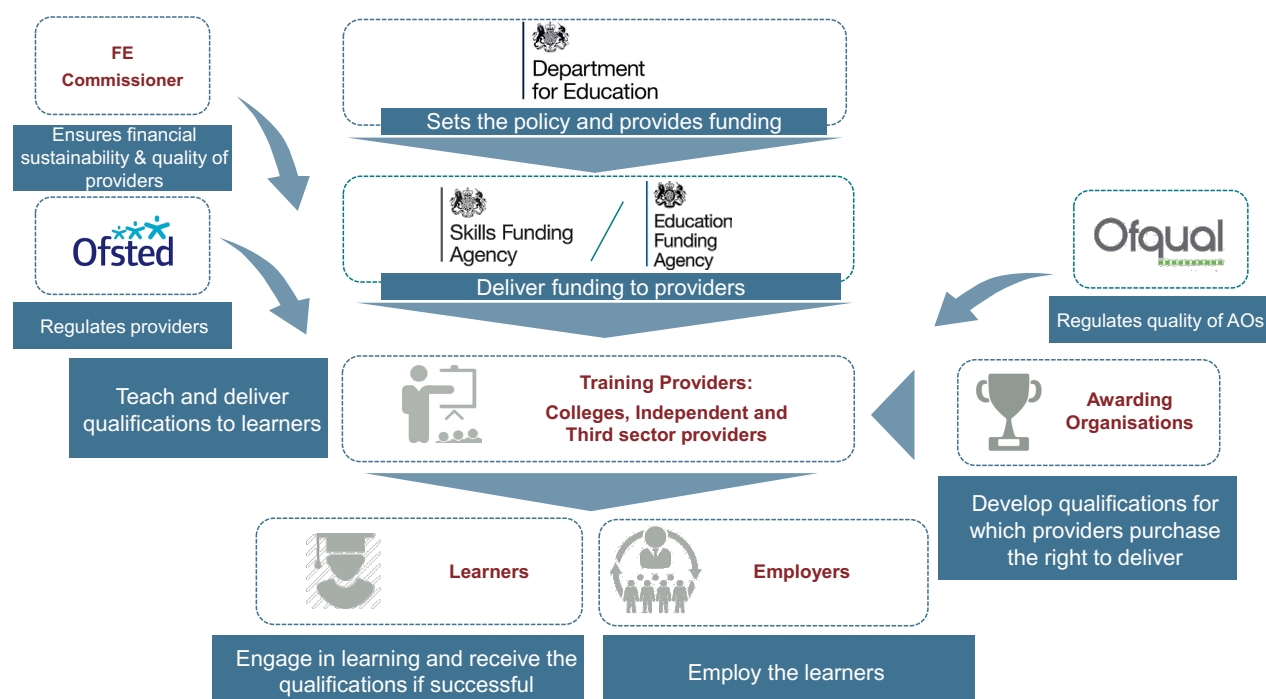 FE
Commissioner
Ensures financial
sustainability & quality of
providers
Department
for Education
Sets the policy and provides funding
Skills Funding
Agency
Education
Funding
Agency
Deliver funding to providers
Ofsted
Regulates providers
Ofqual
Regulates quality of AOs
Teach and deliver
qualifications to learners
Training Providers:
Colleges, Independent and
Third sector providers
Awarding
Organisations
Develop qualifications for
which providers purchase
the right to deliver
Learners
Engage in learning and receive the
qualifications if successful
Employers
Employ the learners